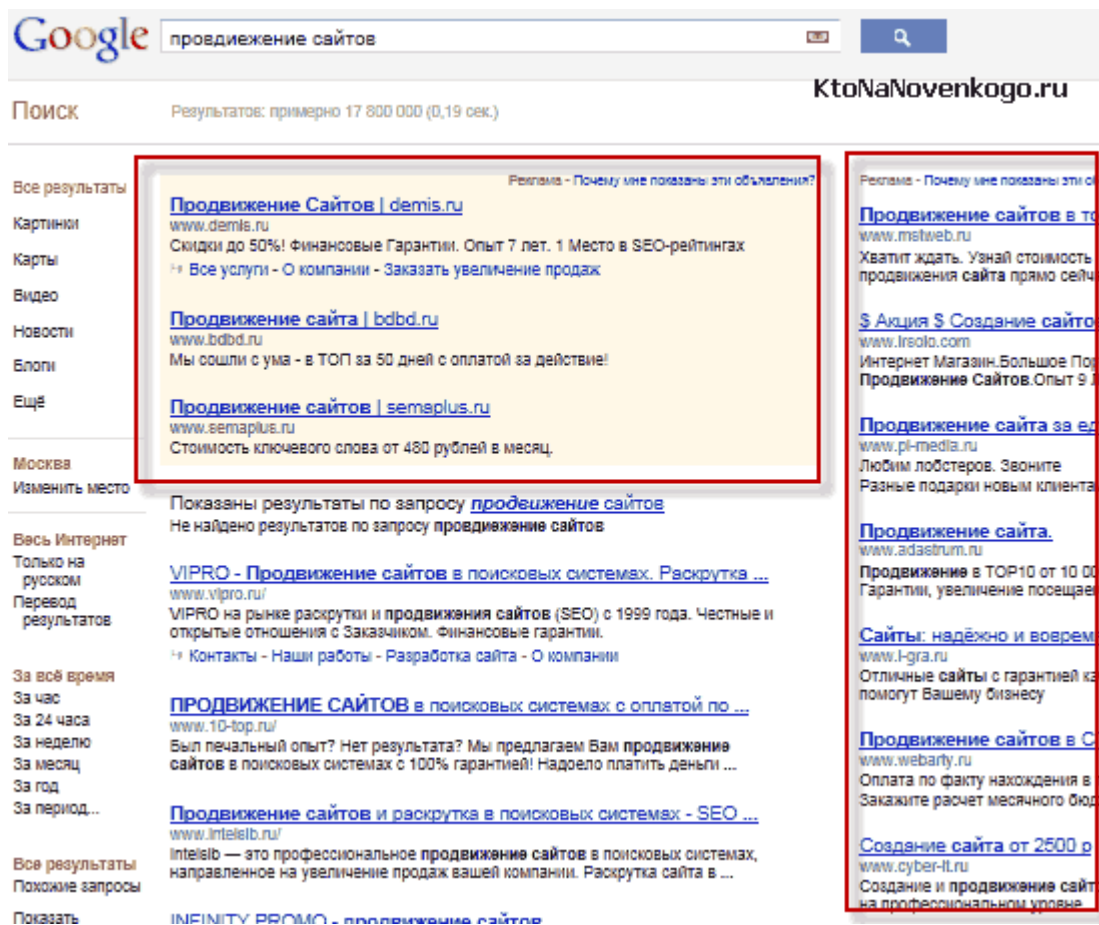 Google
провдиежение сайтов
KtoNaNovenkogo.ru
Поиск
Результатов: примерно 17 800 000 (0,19 сек.)
Все результаты
Картинки
Карты
Видео
Новости
Блоги
Ещё
Москва
Изменить место
Весь Интернет
Только на
русском
Перевод
результатов
За всё время
За час
За 24 часа
За неделю
За месяц
За год
За период...
Все результаты
Похожие запросы
Показать
Реклама - Почему мне показаны эти объявления?
Продвижение Сайтов | demis.ru
www.demis.ru
Скидки до 50%! Финансовые Гарантии. Опыт 7 лет. 1 Место в SEO-рейтингах
Все услуги - О компании - Заказать увеличение продаж
Продвижение сайта | bdbd.ru
www.bdbd.ru
Мы сошли с ума - в ТОП за 50 дней с оплатой за действие!
Продвижение сайтов | semaplus.ru
www.semaplus.ru
Стоимость ключевого слова от 480 рублей в месяц.
Показаны результаты по запросу продвижение сайтов
Не найдено результатов по запросу провдиежение сайтов
VIPRO - Продвижение сайтов в поисковых системах. Раскрутка ...
www.vipro.ru/
VIPRO на рынке раскрутки и продвижения сайтов (SEO) с 1999 года. Честные и
открытые отношения с Заказчиком. Финансовые гарантии.
Контакты - Наши работы - Разработка сайта - О компании
ПРОДВИЖЕНИЕ САЙТОВ в поисковых системах с оплатой по ...
www.10-top.ru/
Был печальный опыт? Нет результата? Мы предлагаем Вам продвижение
сайтов в поисковых системах с 100% гарантией! Надоело платить деньги ...
Продвижение сайтов и раскрутка в поисковых системах - SEO ...
www.intelsib.ru/
Intelsib — это профессиональное продвижение сайтов в поисковых системах,
направленное на увеличение продаж вашей компании. Раскрутка сайта в ...
INFINITY PROMO - продвижение сайтов
Реклама - Почему мне показаны эти
Продвижение сайтов в
www.mstweb.ru
Хватит ждать. Узнай стоимость
продвижения сайта прямо
$ Акция $ Создание
www.irsolo.com
Интернет Магазин.Большое
Продвижение Сайтов.Опыт 9
Продвижение сайта за
www.pi-media.ru
Любим лобстеров. Звоните
Разные подарки новым
Продвижение сайта.
www.adastrum.ru
Продвижение в TOP10 от 10
Гарантии, увеличение
Сайты: надёжно и
www.i-gra.ru
Отличные сайты с гарантией
помогут Вашему бизнесу
Продвижение сайтов в
www.webarty.ru
Оплата по факту нахождения в
Закажите расчет месячного
Создание сайта от 2500 р
www.cyber-it.ru
Создание и продвижение
на профессиональном уровне